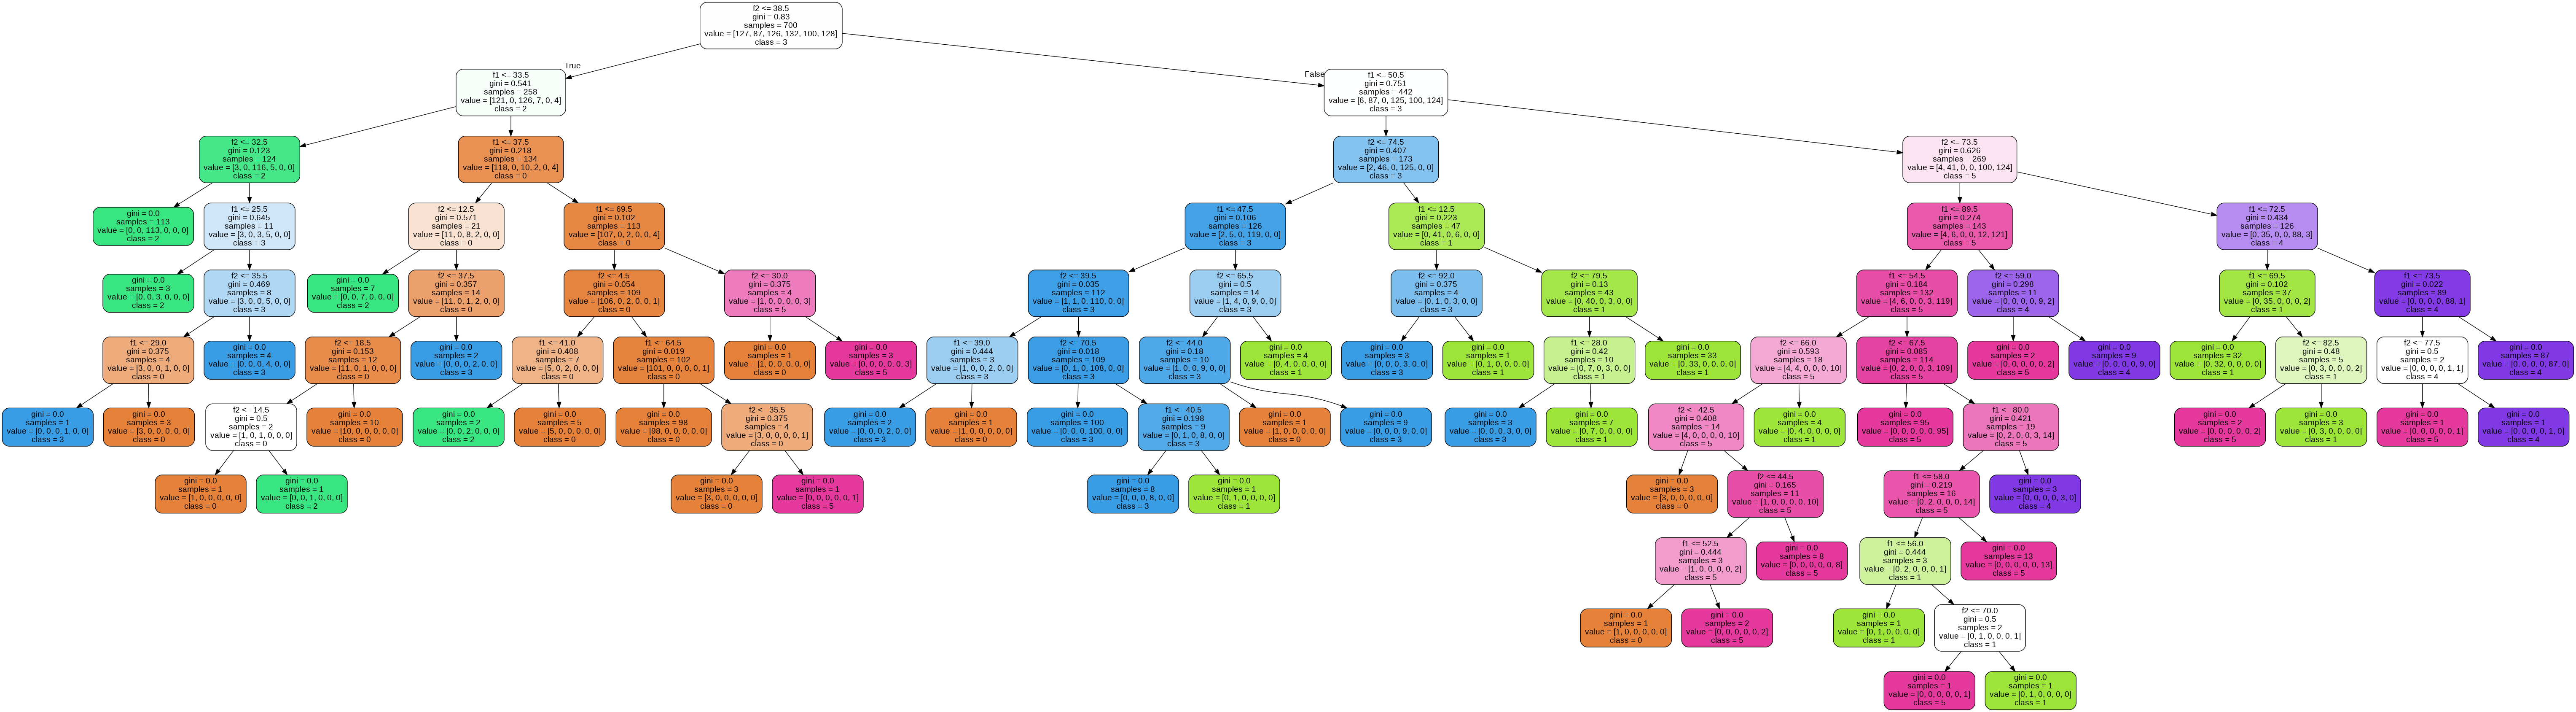 f2 <= 38.5
gini = 0.83
samples = 700
value = [127, 87, 126, 132, 100, 128]
class = 3
True
False
f1 <= 33.5
gini = 0.541
samples = 258
value = [121, 0, 126, 7, 0, 4]
class = 2
f1 <= 50.5
gini = 0.751
samples = 442
value = [6, 87, 0, 125, 100, 124]
class = 3
f2 <= 32.5
gini = 0.123
samples = 124
value = [3, 0, 116, 5, 0, 0]
class = 2
f1 <= 37.5
gini = 0.218
samples = 134
value = [118, 0, 10, 2, 0, 4]
class = 0
f2 <= 74.5
gini = 0.407
samples = 173
value = [2, 46, 0, 125, 0, 0]
class = 3
f2 <= 73.5
gini = 0.626
samples = 269
value = [4, 41, 0, 0, 100, 124]
class = 5
gini = 0.0
samples = 113
value = [0, 0, 113, 0, 0, 0]
class = 2
f1 <= 25.5
gini = 0.645
samples = 11
value = [3, 0, 3, 5, 0, 0]
class = 3
f2 <= 12.5
gini = 0.571
samples = 21
value = [11, 0, 8, 2, 0, 0]
class = 0
f1 <= 69.5
gini = 0.102
samples = 113
value = [107, 0, 2, 0, 0, 4]
class = 0
f1 <= 47.5
gini = 0.106
samples = 126
value = [2, 5, 0, 119, 0, 0]
class = 3
f1 <= 12.5
gini = 0.223
samples = 47
value = [0, 41, 0, 6, 0, 0]
class = 1
f1 <= 89.5
gini = 0.274
samples = 143
value = [4, 6, 0, 0, 12, 121]
class = 5
f1 <= 72.5
gini = 0.434
samples = 126
value = [0, 35, 0, 0, 88, 3]
class = 4
gini = 0.0
samples = 3
value = [0, 0, 3, 0, 0, 0]
class = 2
f2 <= 35.5
gini = 0.469
samples = 8
value = [3, 0, 0, 5, 0, 0]
class = 3
gini = 0.0
samples = 7
value = [0, 0, 7, 0, 0, 0]
class = 2
f2 <= 37.5
gini = 0.357
samples = 14
value = [11, 0, 1, 2, 0, 0]
class = 0
f2 <= 4.5
gini = 0.054
samples = 109
value = [106, 0, 2, 0, 0, 1]
class = 0
f2 <= 30.0
gini = 0.375
samples = 4
value = [1, 0, 0, 0, 0, 3]
class = 5
f2 <= 39.5
gini = 0.035
samples = 112
value = [1, 1, 0, 110, 0, 0]
class = 3
f2 <= 65.5
gini = 0.5
samples = 14
value = [1, 4, 0, 9, 0, 0]
class = 3
f2 <= 92.0
gini = 0.375
samples = 4
value = [0, 1, 0, 3, 0, 0]
class = 3
f2 <= 79.5
gini = 0.13
samples = 43
value = [0, 40, 0, 3, 0, 0]
class = 1
f1 <= 54.5
gini = 0.184
samples = 132
value = [4, 6, 0, 0, 3, 119]
class = 5
f2 <= 59.0
gini = 0.298
samples = 11
value = [0, 0, 0, 0, 9, 2]
class = 4
f1 <= 69.5
gini = 0.102
samples = 37
value = [0, 35, 0, 0, 0, 2]
class = 1
f1 <= 73.5
gini = 0.022
samples = 89
value = [0, 0, 0, 0, 88, 1]
class = 4
f1 <= 29.0
gini = 0.375
samples = 4
value = [3, 0, 0, 1, 0, 0]
class = 0
gini = 0.0
samples = 4
value = [0, 0, 0, 4, 0, 0]
class = 3
f2 <= 18.5
gini = 0.153
samples = 12
value = [11, 0, 1, 0, 0, 0]
class = 0
gini = 0.0
samples = 2
value = [0, 0, 0, 2, 0, 0]
class = 3
f1 <= 41.0
gini = 0.408
samples = 7
value = [5, 0, 2, 0, 0, 0]
class = 0
f1 <= 64.5
gini = 0.019
samples = 102
value = [101, 0, 0, 0, 0, 1]
class = 0
gini = 0.0
samples = 1
value = [1, 0, 0, 0, 0, 0]
class = 0
gini = 0.0
samples = 3
value = [0, 0, 0, 0, 0, 3]
class = 5
f1 <= 39.0
gini = 0.444
samples = 3
value = [1, 0, 0, 2, 0, 0]
class = 3
f2 <= 70.5
gini = 0.018
samples = 109
value = [0, 1, 0, 108, 0, 0]
class = 3
f2 <= 44.0
gini = 0.18
samples = 10
value = [1, 0, 0, 9, 0, 0]
class = 3
gini = 0.0
samples = 4
value = [0, 4, 0, 0, 0, 0]
class = 1
gini = 0.0
samples = 3
value = [0, 0, 0, 3, 0, 0]
class = 3
gini = 0.0
samples = 1
value = [0, 1, 0, 0, 0, 0]
class = 1
f1 <= 28.0
gini = 0.42
samples = 10
value = [0, 7, 0, 3, 0, 0]
class = 1
gini = 0.0
samples = 33
value = [0, 33, 0, 0, 0, 0]
class = 1
f2 <= 66.0
gini = 0.593
samples = 18
value = [4, 4, 0, 0, 0, 10]
class = 5
f2 <= 67.5
gini = 0.085
samples = 114
value = [0, 2, 0, 0, 3, 109]
class = 5
gini = 0.0
samples = 2
value = [0, 0, 0, 0, 0, 2]
class = 5
gini = 0.0
samples = 9
value = [0, 0, 0, 0, 9, 0]
class = 4
gini = 0.0
samples = 32
value = [0, 32, 0, 0, 0, 0]
class = 1
f2 <= 82.5
gini = 0.48
samples = 5
value = [0, 3, 0, 0, 0, 2]
class = 1
f2 <= 77.5
gini = 0.5
samples = 2
value = [0, 0, 0, 0, 1, 1]
class = 4
gini = 0.0
samples = 87
value = [0, 0, 0, 0, 87, 0]
class = 4
gini = 0.0
samples = 1
value = [0, 0, 0, 1, 0, 0]
class = 3
gini = 0.0
samples = 3
value = [3, 0, 0, 0, 0, 0]
class = 0
f2 <= 14.5
gini = 0.5
samples = 2
value = [1, 0, 1, 0, 0, 0]
class = 0
gini = 0.0
samples = 10
value = [10, 0, 0, 0, 0, 0]
class = 0
gini = 0.0
samples = 2
value = [0, 0, 2, 0, 0, 0]
class = 2
gini = 0.0
samples = 5
value = [5, 0, 0, 0, 0, 0]
class = 0
gini = 0.0
samples = 98
value = [98, 0, 0, 0, 0, 0]
class = 0
f2 <= 35.5
gini = 0.375
samples = 4
value = [3, 0, 0, 0, 0, 1]
class = 0
gini = 0.0
samples = 2
value = [0, 0, 0, 2, 0, 0]
class = 3
gini = 0.0
samples = 1
value = [1, 0, 0, 0, 0, 0]
class = 0
gini = 0.0
samples = 100
value = [0, 0, 0, 100, 0, 0]
class = 3
f1 <= 40.5
gini = 0.198
samples = 9
value = [0, 1, 0, 8, 0, 0]
class = 3
gini = 0.0
samples = 1
value = [1, 0, 0, 0, 0, 0]
class = 0
gini = 0.0
samples = 9
value = [0, 0, 0, 9, 0, 0]
class = 3
gini = 0.0
samples = 3
value = [0, 0, 0, 3, 0, 0]
class = 3
gini = 0.0
samples = 7
value = [0, 7, 0, 0, 0, 0]
class = 1
f2 <= 42.5
gini = 0.408
samples = 14
value = [4, 0, 0, 0, 0, 10]
class = 5
gini = 0.0
samples = 4
value = [0, 4, 0, 0, 0, 0]
class = 1
gini = 0.0
samples = 95
value = [0, 0, 0, 0, 0, 95]
class = 5
f1 <= 80.0
gini = 0.421
samples = 19
value = [0, 2, 0, 0, 3, 14]
class = 5
gini = 0.0
samples = 2
value = [0, 0, 0, 0, 0, 2]
class = 5
gini = 0.0
samples = 3
value = [0, 3, 0, 0, 0, 0]
class = 1
gini = 0.0
samples = 1
value = [0, 0, 0, 0, 0, 1]
class = 5
gini = 0.0
samples = 1
value = [0, 0, 0, 0, 1, 0]
class = 4
gini = 0.0
samples = 1
value = [1, 0, 0, 0, 0, 0]
class = 0
gini = 0.0
samples = 1
value = [0, 0, 1, 0, 0, 0]
class = 2
gini = 0.0
samples = 3
value = [3, 0, 0, 0, 0, 0]
class = 0
gini = 0.0
samples = 1
value = [0, 0, 0, 0, 0, 1]
class = 5
gini = 0.0
samples = 8
value = [0, 0, 0, 8, 0, 0]
class = 3
gini = 0.0
samples = 1
value = [0, 1, 0, 0, 0, 0]
class = 1
gini = 0.0
samples = 3
value = [3, 0, 0, 0, 0, 0]
class = 0
f2 <= 44.5
gini = 0.165
samples = 11
value = [1, 0, 0, 0, 0, 10]
class = 5
f1 <= 58.0
gini = 0.219
samples = 16
value = [0, 2, 0, 0, 0, 14]
class = 5
gini = 0.0
samples = 3
value = [0, 0, 0, 0, 3, 0]
class = 4
f1 <= 52.5
gini = 0.444
samples = 3
value = [1, 0, 0, 0, 0, 2]
class = 5
gini = 0.0
samples = 8
value = [0, 0, 0, 0, 0, 8]
class = 5
f1 <= 56.0
gini = 0.444
samples = 3
value = [0, 2, 0, 0, 0, 1]
class = 1
gini = 0.0
samples = 13
value = [0, 0, 0, 0, 0, 13]
class = 5
gini = 0.0
samples = 1
value = [1, 0, 0, 0, 0, 0]
class = 0
gini = 0.0
samples = 2
value = [0, 0, 0, 0, 0, 2]
class = 5
gini = 0.0
samples = 1
value = [0, 1, 0, 0, 0, 0]
class = 1
f2 <= 70.0
gini = 0.5
samples = 2
value = [0, 1, 0, 0, 0, 1]
class = 1
gini = 0.0
samples = 1
value = [0, 0, 0, 0, 0, 1]
class = 5
gini = 0.0
samples = 1
value = [0, 1, 0, 0, 0, 0]
class = 1